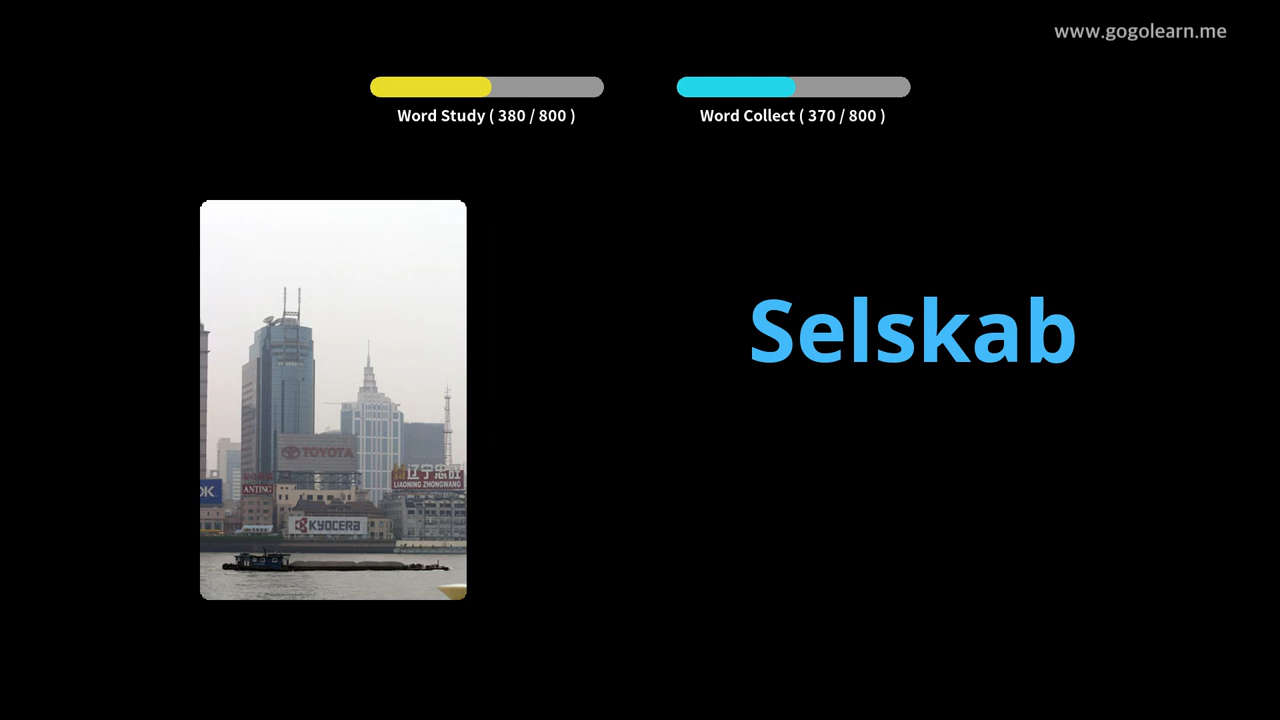 www.gogolearn.me
Word Study ( 380 / 800 )
Word Collect ( 370 / 800 )
Selskab
TOYOTA
辽宁忠旺
LIAONING ZHONGWANG
OK
ANTING
KYOCERA